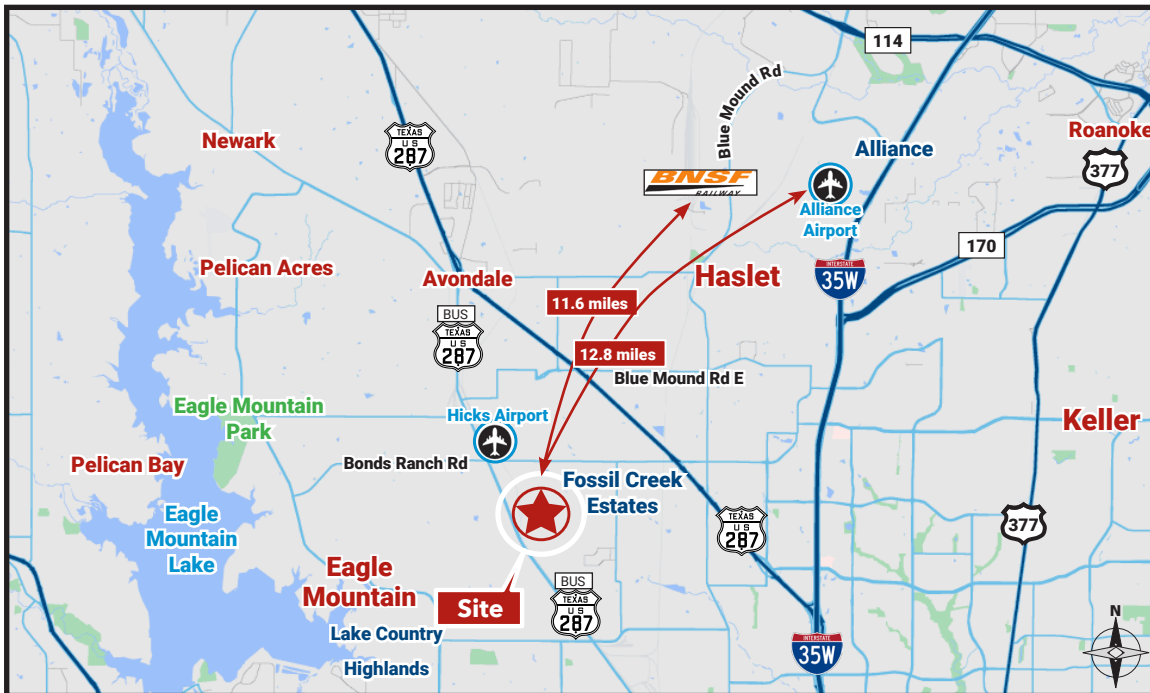 114
Blue Mound Rd
Newark
TEXAS
US
287
Roanoke
377
Alliance
BNSF
RAILWAY
Alliance
Airport
170
Pelican Acres
Avondale
Haslet
INTERSTATE
35W
11.6 miles
BUS
TEXAS
US
287
12.8 miles
Blue Mound Rd E
Eagle Mountain
Park
Hicks Airport
Keller
Pelican Bay
Bonds Ranch Rd
Fossil Creek
Estates
Eagle
Mountain
Lake
TEXAS
US
287
377
Eagle
Mountain
Site
BUS
TEXAS
US
287
Lake Country
Highlands
INTERSTATE
35W
N